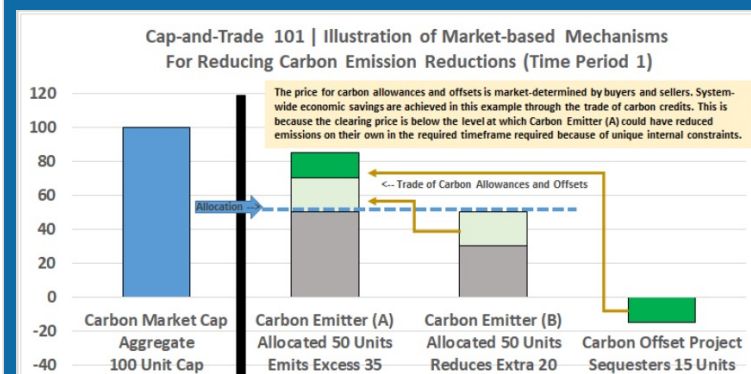 Cap-and-Trade 101 | Illustration of Market-based Mechanisms
For Reducing Carbon Emission Reductions (Time Period 1)
The price for carbon allowances and offsets is market-determined by buyers and sellers. System-
wide economic savings are achieved in this example through the trade of carbon credits. This is
because the clearing price is below the level at which Carbon Emitter (A) could have reduced
emissions on their own in the required timeframe required because of unique internal constraints.
120
100
80
60
40
20
0
-20
-40
<-- Trade of Carbon Allowances and Offsets
Allocation -->
Carbon Market Cap
Aggregate
100 Unit Cap
Carbon Emitter (A)
Allocated 50 Units
Emits Excess 35
Carbon Emitter (B)
Allocated 50 Units
Reduces Extra 20
Carbon Offset Project
Sequesters 15 Units